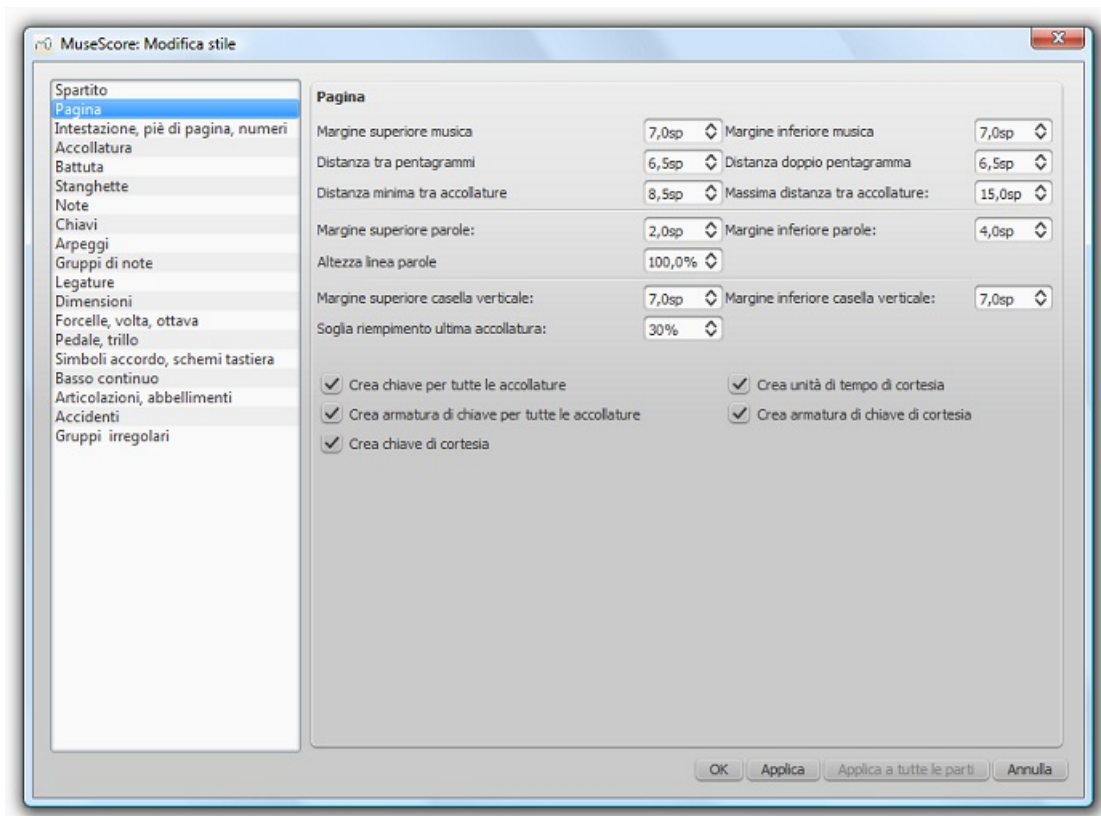 MuseScore: Modifica stile
Spartito
Pagina
Intestazione, piè di pagina, numeri
Accollatura
Battuta
Stanghette
Note
Chiavi
Arpeggi
Gruppi di note
Legature
Dimensioni
Forcelle, volta, ottava
Pedale, trillo
Simboli accordo, schemi tastiera
Basso continuo
Articolazioni, abbellimenti
Accidenti
Gruppi irregolari
Pagina
Margine superiore musica 7,0sp Margine inferiore musica 7,0sp
Distanza tra pentagrammi 6,5sp Distanza doppio pentagramma 6,5sp
Distanza minima tra accollature 8,5sp Massima distanza tra accollature: 15,0sp
Margine superiore parole: 2,0sp Margine inferiore parole: 4,0sp
Altezza linea parole 100,0%
Margine superiore casella verticale: 7,0sp Margine inferiore casella verticale: 7,0sp
Soglia riempimento ultima accollatura: 30%
Crea chiave per tutte le accollature Crea unità di tempo di cortesia
Crea armatura di chiave per tutte le accollature Crea armatura di chiave di cortesia
Crea chiave di cortesia
OK Applica Applica a tutte le parti Annulla